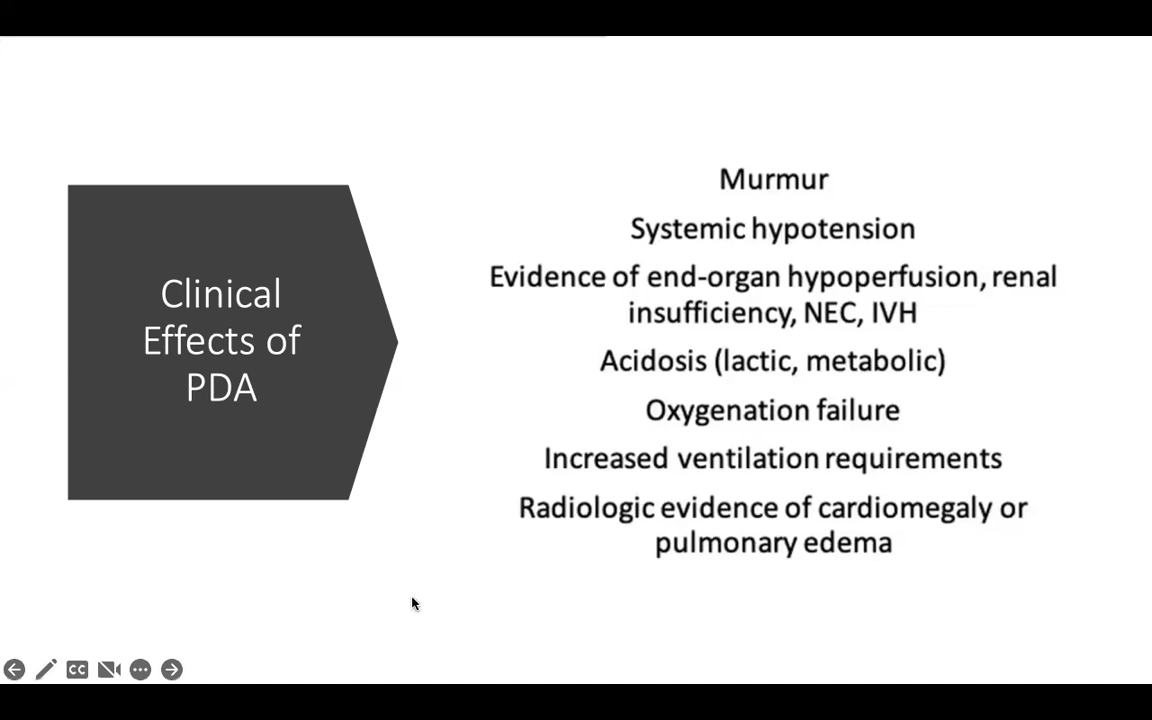 Clinical
Effects of
PDA
Murmur
Systemic hypotension
Evidence of end-organ hypoperfusion, renal
insufficiency, NEC, IVH
Acidosis (lactic, metabolic)
Oxygenation failure
Increased ventilation requirements
Radiologic evidence of cardiomegaly or
pulmonary edema
CC